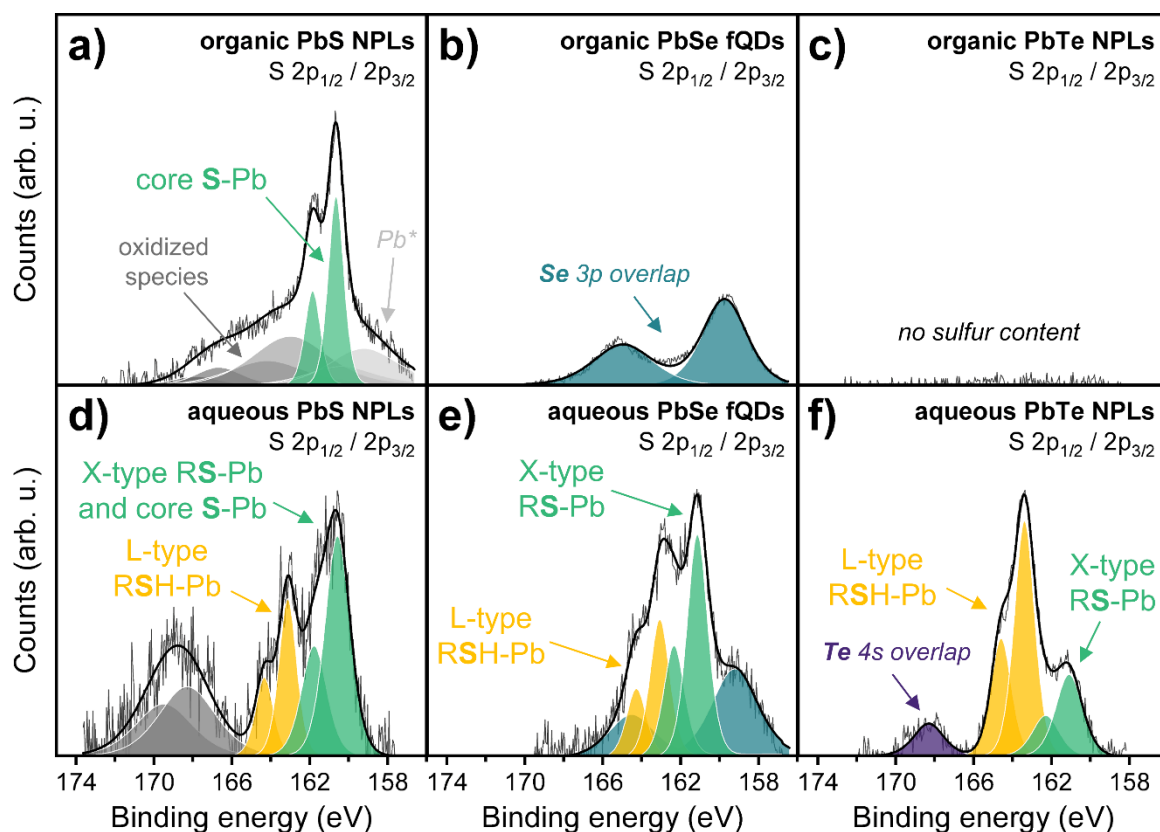 a)
organic PbS NPLs
S 2p1/2 / 2p3/2
core S-Pb
oxidized
species
Pb*
b)
organic PbSe fQDs
S 2p1/2 / 2p3/2
Se 3p overlap
c)
organic PbTe NPLs
S 2p1/2 / 2p3/2
no sulfur content
Counts (arb. u.)
d)
aqueous PbS NPLs
S 2p1/2 / 2p3/2
X-type RS-Pb
and core S-Pb
L-type
RSH-Pb
e)
aqueous PbSe fQDs
S 2p1/2 / 2p3/2
X-type
RS-Pb
L-type
RSH-Pb
f)
aqueous PbTe NPLs
S 2p1/2 / 2p3/2
L-type
RSH-Pb
X-type
RS-Pb
Te 4s overlap
Counts (arb. u.)
174 170 166 162 158
174 170 166 162 158
174 170 166 162 158
Binding energy (eV)
Binding energy (eV)
Binding energy (eV)